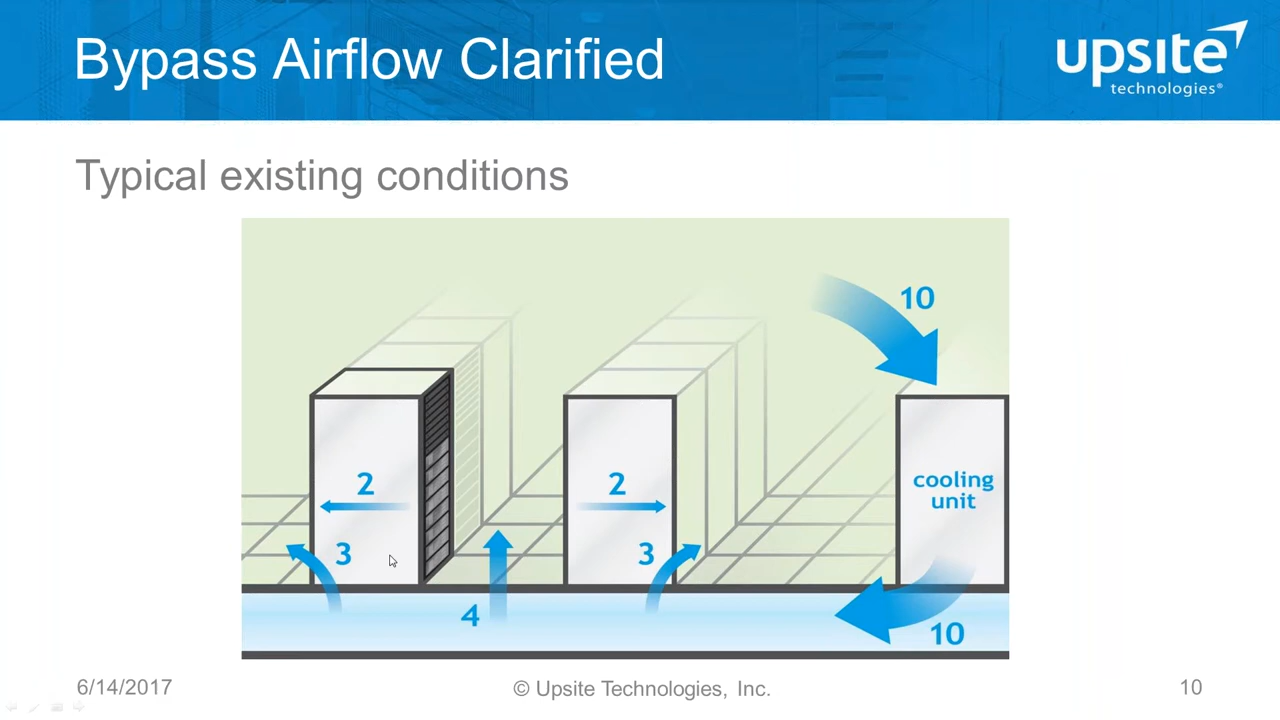 Bypass Airflow Clarified
upsite
technologies®
Typical existing conditions
10
2
2
cooling
unit
3
3
4
10
6/14/2017
© Upsite Technologies, Inc.
10